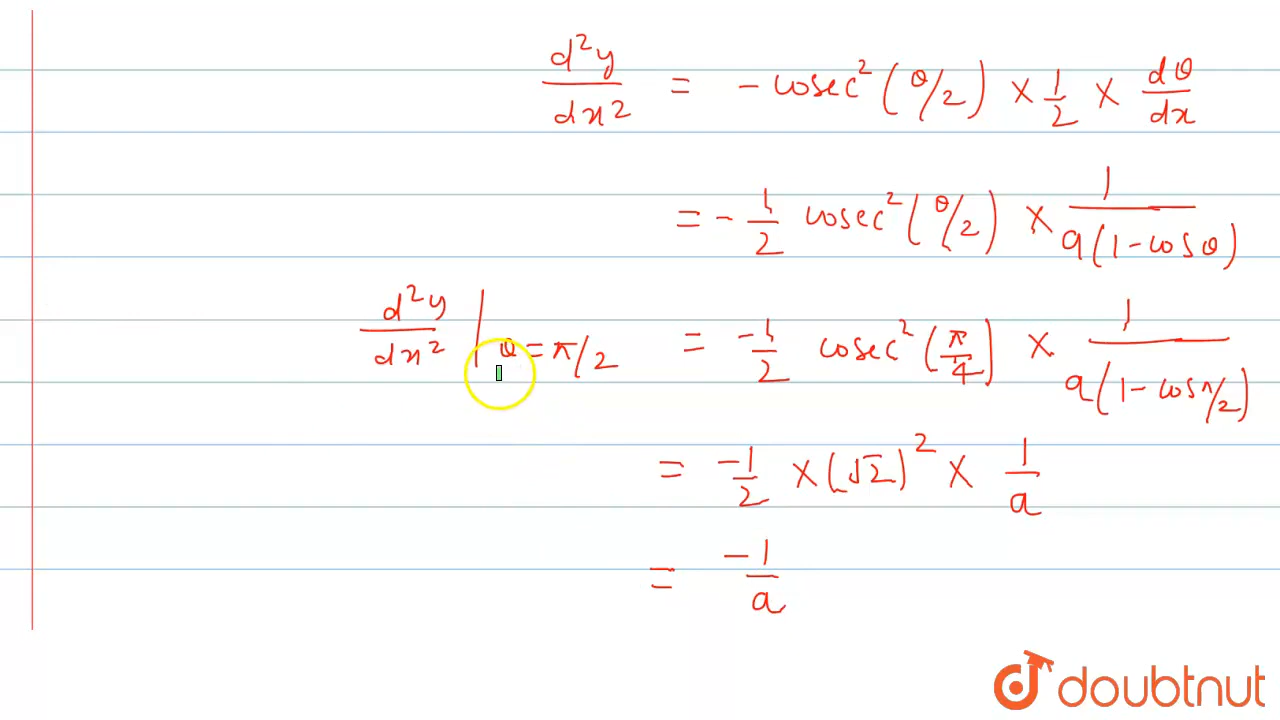 d²y/dx² = - cosec² (θ/2) × 1/2 × dθ/dx
= - 1/2 cosec² (θ/2) × 1/a(1-cosθ)
d²y/dx² | θ = π/2 = -1/2 cosec² (π/4) × 1/a(1-cosπ/2)
= -1/2 × (√2)² × 1/a
= -1/a
doubtnut